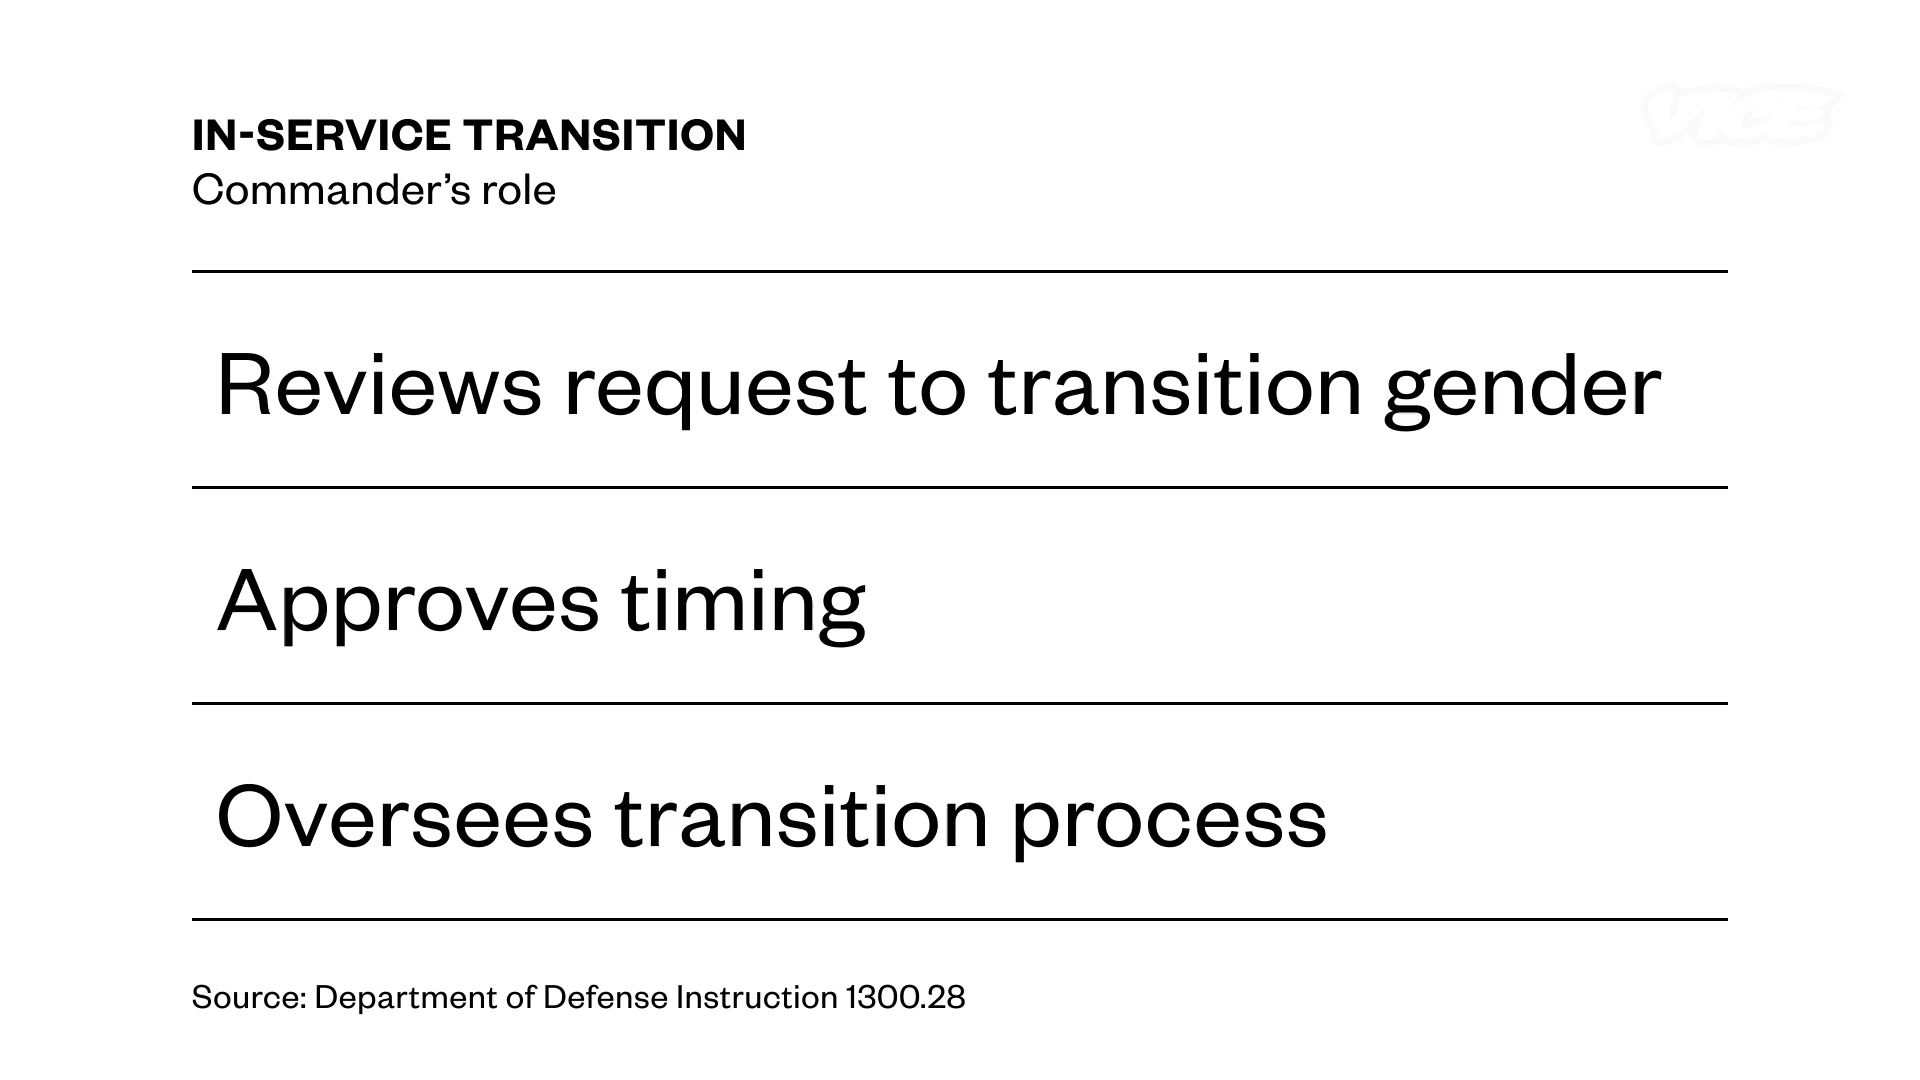 VICE
IN-SERVICE TRANSITION
Commander’s role
Reviews request to transition gender
Approves timing
Oversees transition process
Source: Department of Defense Instruction 1300.28